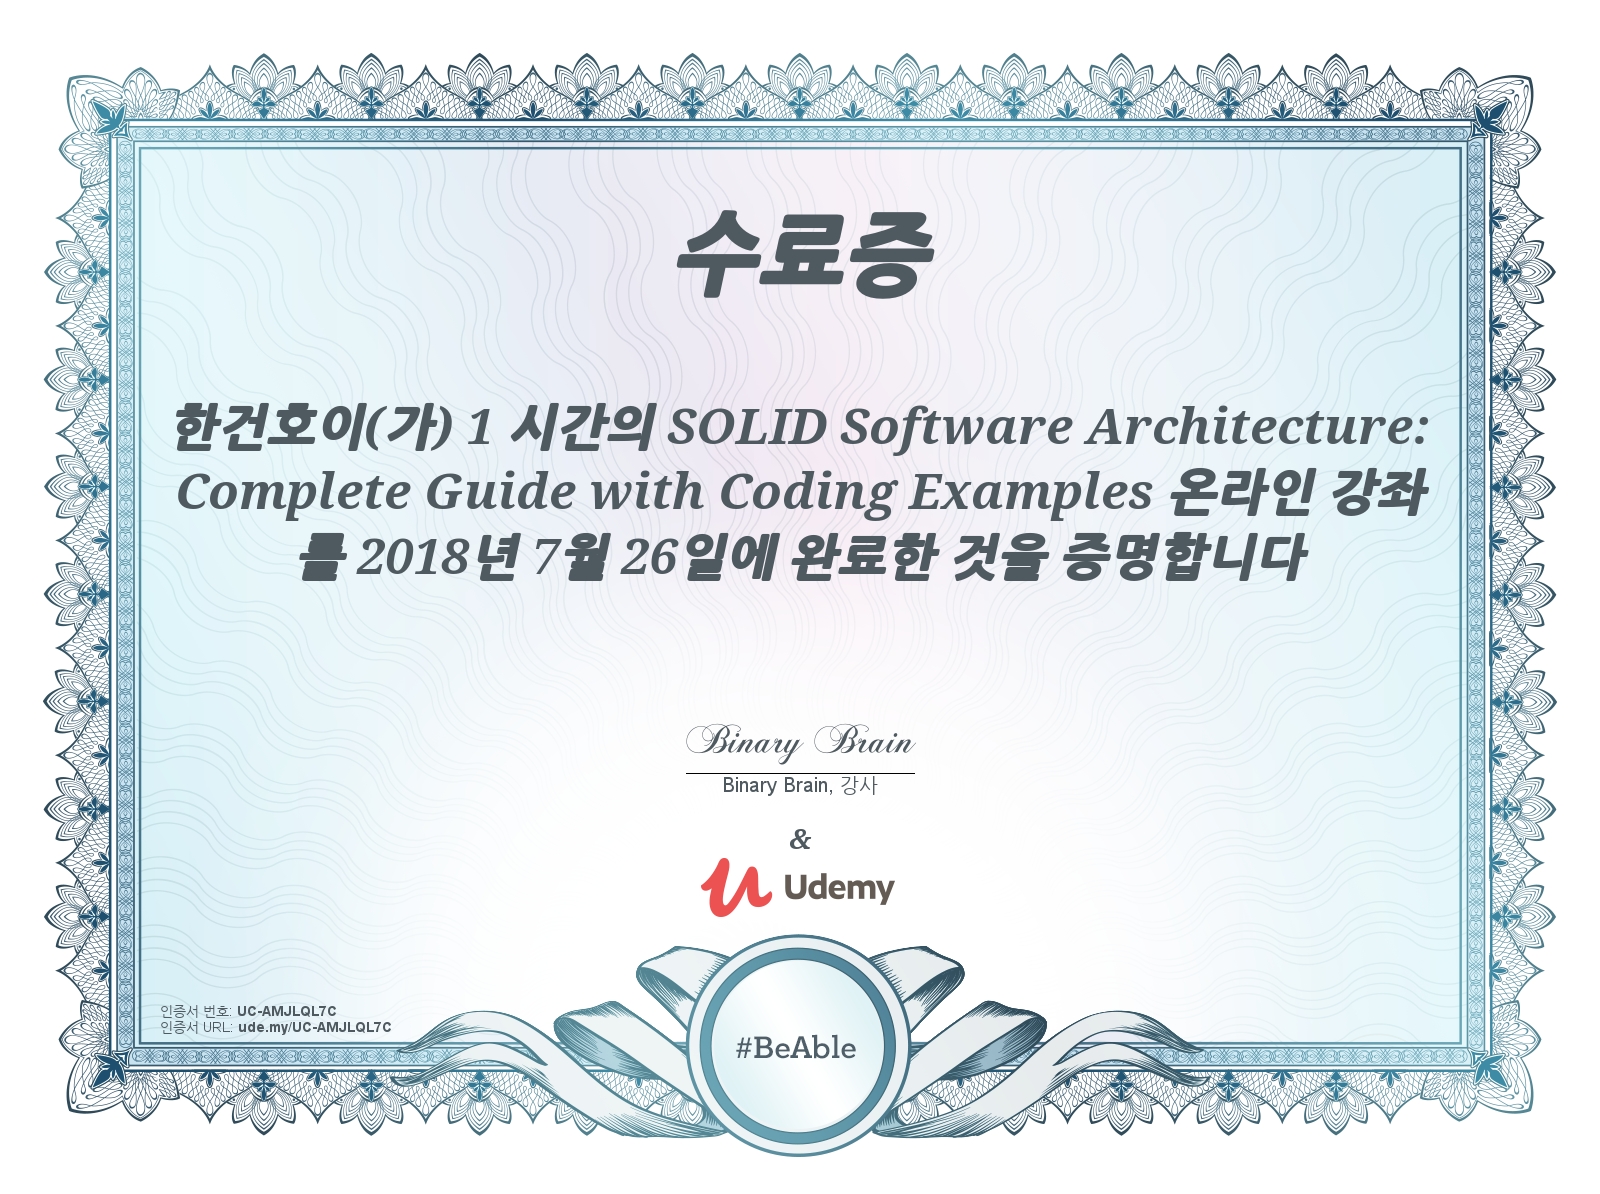 수료증
한건호이(가) 1 시간의 SOLID Software Architecture:
Complete Guide with Coding Examples 온라인 강좌
를 2018년 7월 26일에 완료한 것을 증명합니다
Binary Brain
Binary Brain, 강사
&
Udemy
인증서 번호: UC-AMJLQL7C
인증서 URL: ude.my/UC-AMJLQL7C
#BeAble